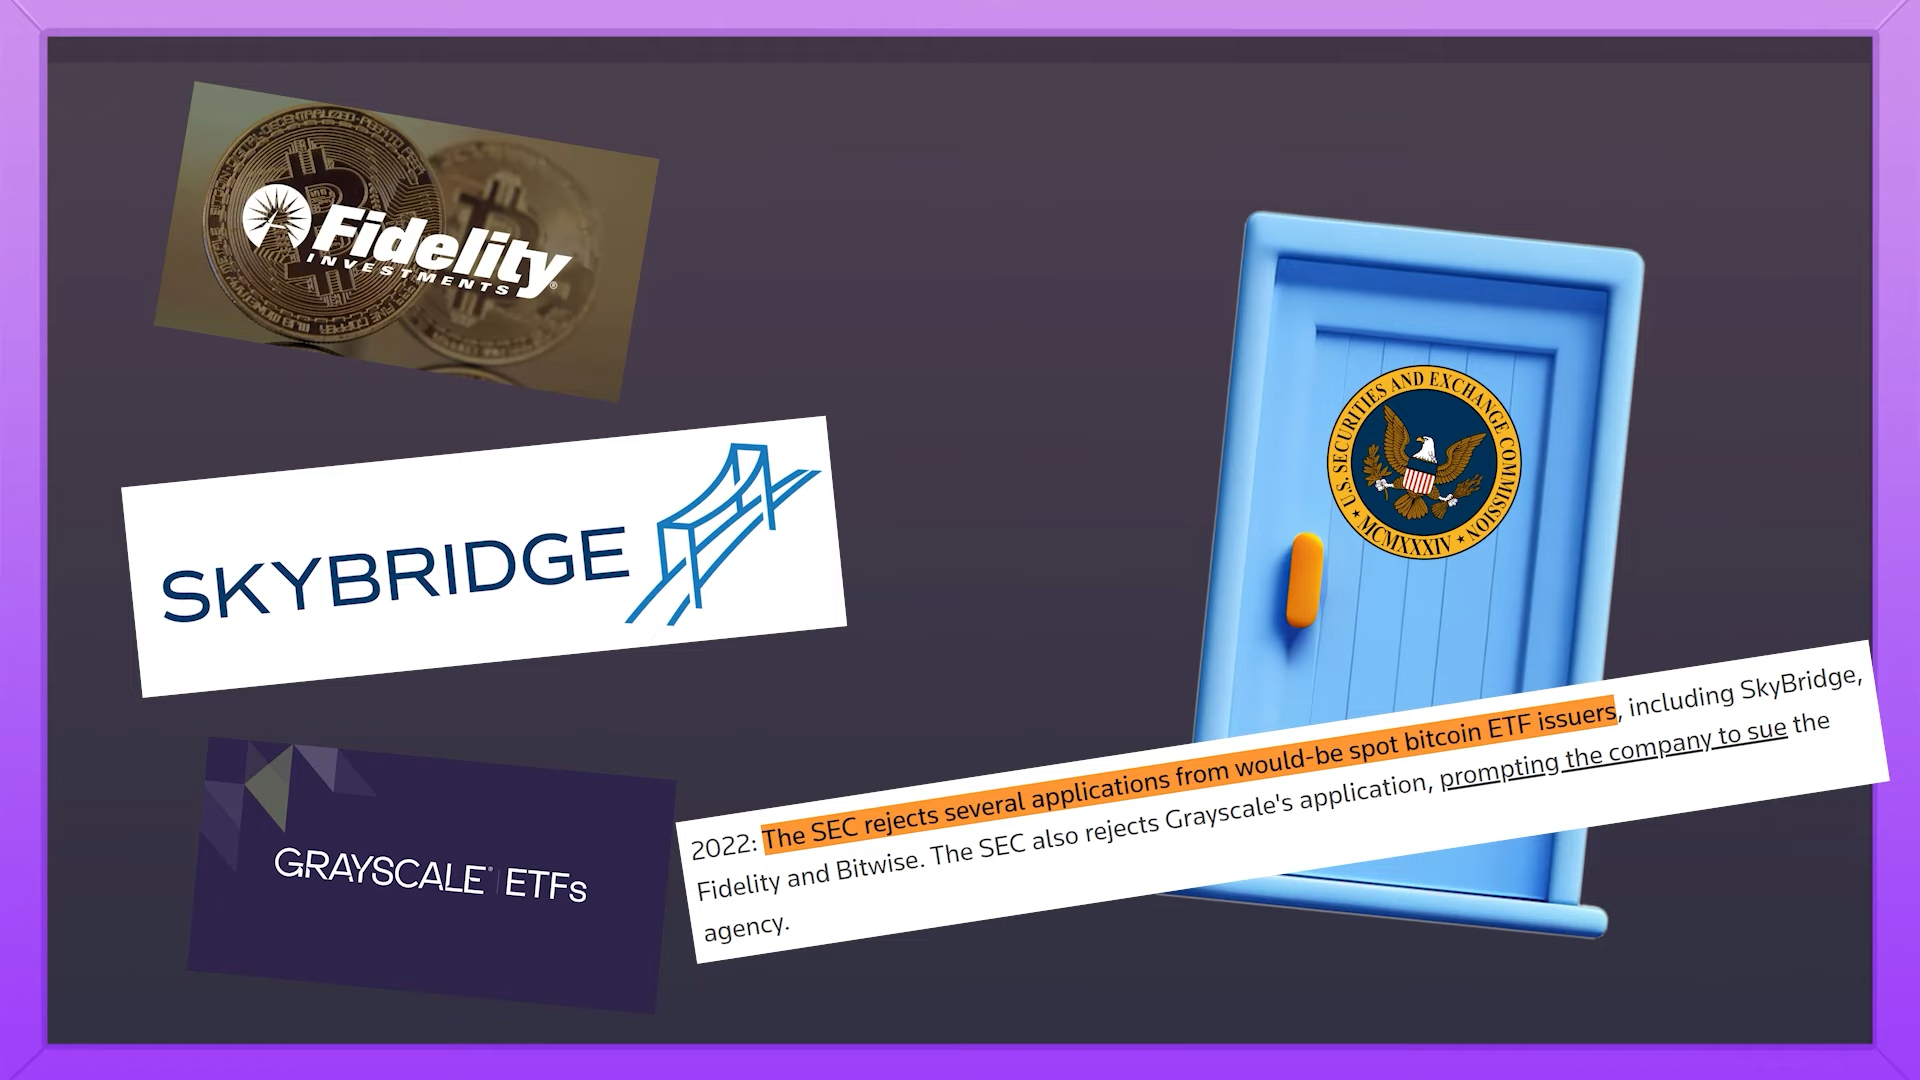 Fidelity
INVESTMENTS®
SKYBRIDGE
GRAYSCALE® | ETFs
U.S. SECURITIES AND EXCHANGE COMMISSION
MCMXXXIV
2022: The SEC rejects several applications from would-be spot bitcoin ETF issuers, including SkyBridge,
Fidelity and Bitwise. The SEC also rejects Grayscale's application, prompting the company to sue the
agency.